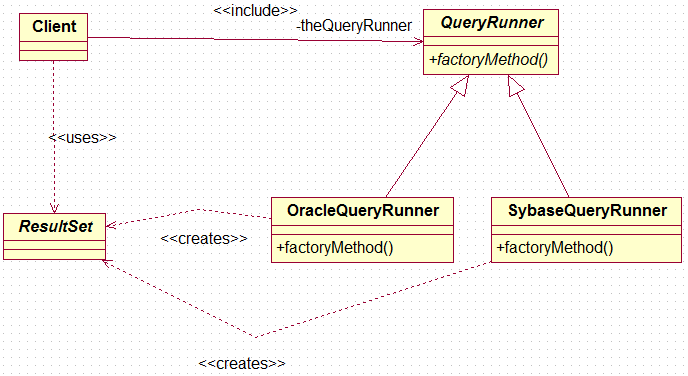 <<include>>
Client
-theQueryRunner
QueryRunner
+factoryMethod()
<<uses>>
ResultSet
<<creates>>
OracleQueryRunner
+factoryMethod()
SybaseQueryRunner
+factoryMethod()
<<creates>>